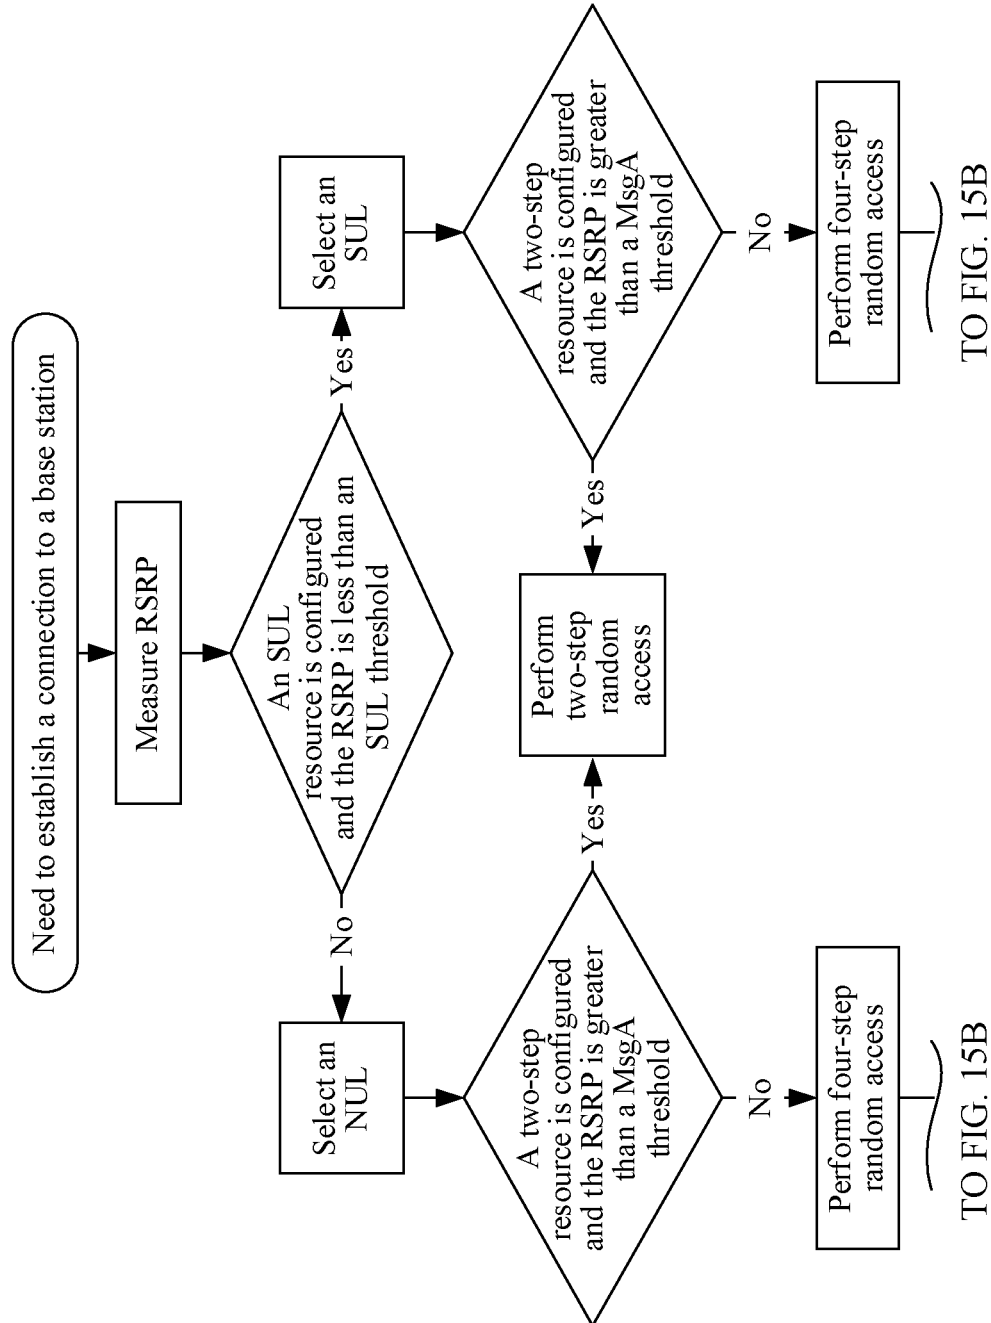 Need to establish a connection to a base station
Measure RSRP
An SUL
resource is configured
and the RSRP is less than an
SUL threshold
No
Yes
Select an
NUL
Select an
SUL
A two-step
resource is configured
and the RSRP is greater
than a MsgA
threshold
Yes
Perform
two-step
random
access
Yes
A two-step
resource is configured
and the RSRP is greater
than a MsgA
threshold
No
No
Perform four-step
random access
Perform four-step
random access
TO FIG. 15B
TO FIG. 15B